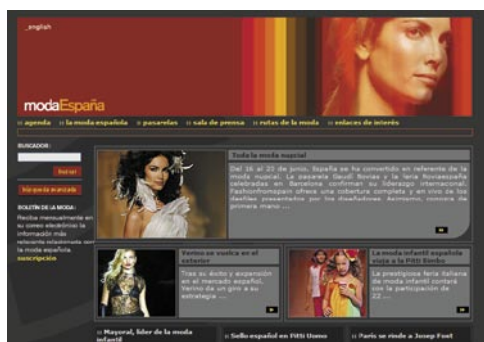 _english
modaEspaña
:: agenda :: la moda española :: pasarelas :: sala de prensa :: rutas de la moda :: enlaces de interés
BUSCADOR:
buscar
búsqueda avanzada
BOLETÍN DE LA MODA:
Reciba mensualmente en
su correo electrónico la
información más
relevante relacionada con
la moda española.
suscripción
Toda la moda nupcial
Del 16 al 22 de junio, España se ha convertido en referente de la
moda nupcial. La pasarela Gaudí Novias y la feria Noviaespaña
celebradas en Barcelona confirman su liderazgo internacional.
Fashionfromspain ofrece una cobertura completa y en vivo de los
desfiles presentados por los diseñadores. Asimismo, conozca de
primera mano ...
Verino se vuelca en el
exterior
Tras su éxito y expansión
en el mercado español,
Verino da un giro a su
estrategia ...
La moda infantil española
viaja a la Pitti Bimbo
La prestigiosa feria italiana
de moda infantil contará
con la participación de
22 ...
:: Mayoral, líder de la moda
infantil
:: Sello español en Pitti Uomo
:: París se rinde a Josep Font